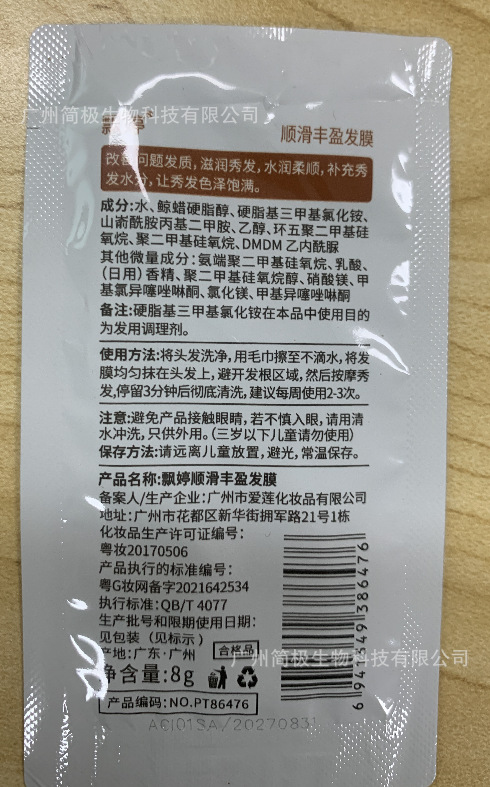 广州简极生物科技有限公司
飘婷
顺滑丰盈发膜
改善问题发质，滋润秀发，水润柔顺，补充秀
发水分，让秀发色泽饱满。
成分:水、鲸蜡硬脂醇、硬脂基三甲基氯化铵、
山嵛酰胺丙基二甲胺、乙醇、环五聚二甲基硅
氧烷、聚二甲基硅氧烷、DMDM 乙内酰脲
其他微量成分：氨端聚二甲基硅氧烷、乳酸、
（日用）香精、聚二甲基硅氧烷醇、硝酸镁、甲
基氯异噻唑啉酮、氯化镁、甲基异噻唑啉酮
备注:硬脂基三甲基氯化铵在本品中使用目的
为发用调理剂。
使用方法:将头发洗净，用毛巾擦至不滴水，将发
膜均匀抹在头发上，避开发根区域，然后按摩秀
发,停留3分钟后彻底清洗，建议每周使用2-3次。
注意:避免产品接触眼睛，若不慎入眼，请用清
水冲洗，只供外用。（三岁以下儿童请勿使用）
保存方法:请远离儿童放置，避光，常温保存。
产品名称:飘婷顺滑丰盈发膜
备案人/生产企业：广州市爱莲化妆品有限公司
地址：广州市花都区新华街拥军路21号1栋
化妆品生产许可证编号：
粤妆20170506
产品执行的标准编号：
粤G妆网备字2021642534
执行标准：QB/T 4077
生产批号和限期使用日期：
见包装（见标示）
产地：广东·广州
合格品
广州简极生物科技有限公司
净含量:8g
产品编码：NO.PT86476
/20270831